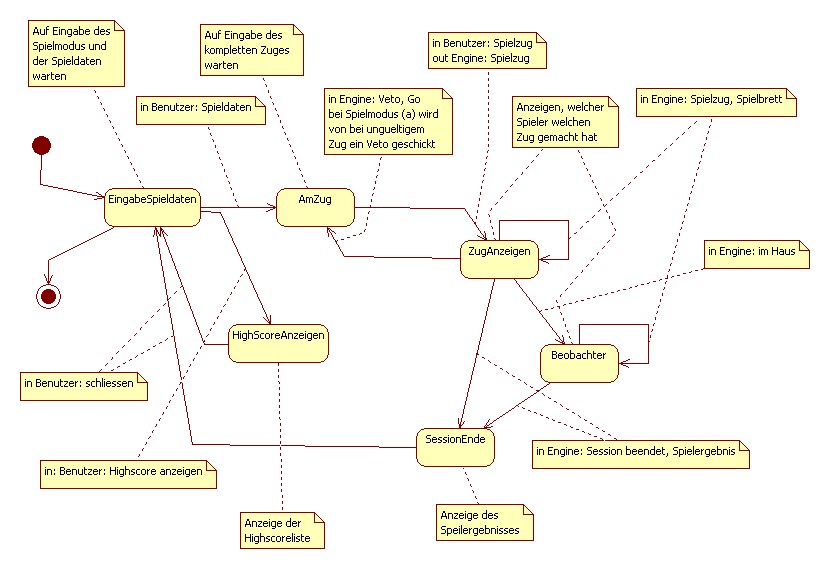 Auf Eingabe des
Spielmodus und
der Spieldaten
warten
Auf Eingabe des
kompletten Zuges
warten
in Benutzer: Spielzug
out Engine: Spielzug
in Benutzer: Spieldaten
in Engine: Veto, Go
bei Spielmodus (a) wird
von bei ungueltigem
Zug ein Veto geschickt
Anzeigen, welcher
Spieler welchen
Zug gemacht hat
in Engine: Spielzug, Spielbrett
EingabeSpieldaten
AmZug
ZugAnzeigen
in Engine: im Haus
HighScoreAnzeigen
Beobachter
in Benutzer: schliessen
SessionEnde
in Engine: Session beendet, Spielergebnis
in: Benutzer: Highscore anzeigen
Anzeige der
Highscoreliste
Anzeige des
Speilergebnisses